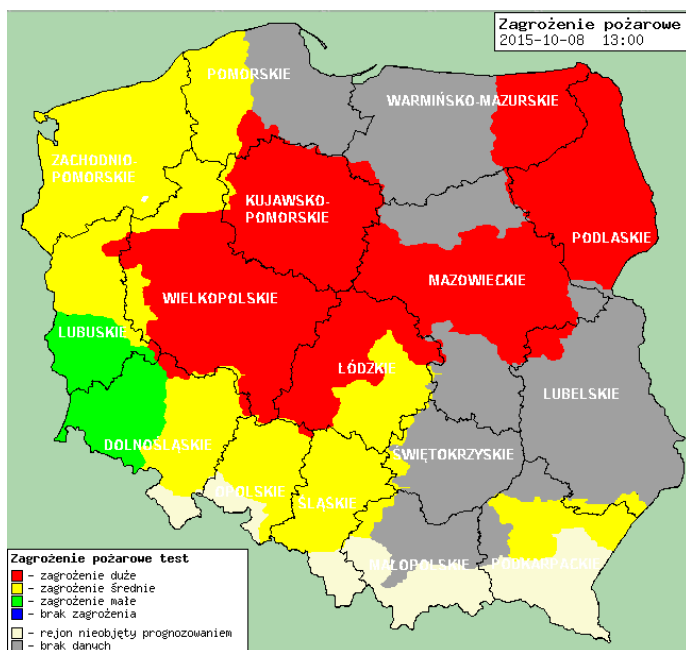 Zagrożenie pożarowe
2015-10-08 13:00
POMORSKIE
WARMIŃSKO-MAZURSKIE
ZACHODNIO-
POMORSKIE
KUJAWSKO-
POMORSKIE
PODLASKIE
MAZOWIECKIE
WIELKOPOLSKIE
LUBUSKIE
ŁÓDZKIE
LUBELSKIE
DOLNOŚLĄSKIE
ŚWIĘTOKRZYSKIE
OPOLSKIE
ŚLĄSKIE
MAŁOPOLSKIE
PODKARPACKIE
Zagrożenie pożarowe test
– zagrożenie duże
– zagrożenie średnie
– zagrożenie małe
– brak zagrożenia
– rejon nieobjęty prognozowaniem
– brak danych